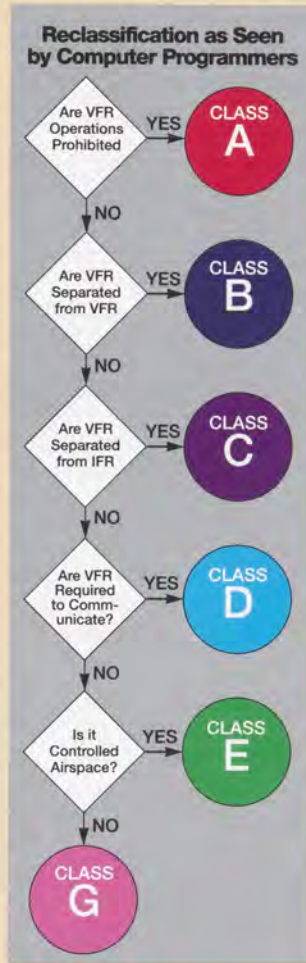 Reclassification as Seen
by Computer Programmers
Are VFR
Operations
Prohibited
YES
CLASS
A
NO
Are VFR
Separated
from VFR
YES
CLASS
B
NO
Are VFR
Separated
from IFR
YES
CLASS
C
NO
Are VFR
Required
to Comm-
unicate?
YES
CLASS
D
NO
Is it
Controlled
Airspace?
YES
CLASS
E
NO
CLASS
G